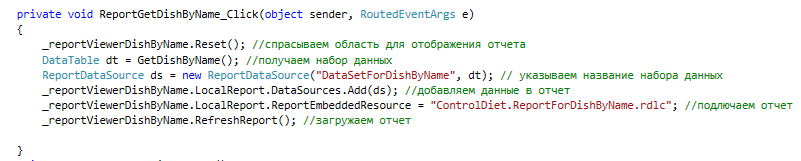 private void ReportGetDishByName_Click(object sender, RoutedEventArgs e)
{
_reportViewerDishByName.Reset(); //спрасываем область для отображения отчета
DataTable dt = GetDishByName(); //получаем набор данных
ReportDataSource ds = new ReportDataSource("DataSetForDishByName", dt); // указываем название набора данных
_reportViewerDishByName.LocalReport.DataSources.Add(ds); //добавляем данные в отчет
_reportViewerDishByName.LocalReport.ReportEmbeddedResource = "ControlDiet.ReportForDishByName.rdlc"; //подлючаем отчет
_reportViewerDishByName.RefreshReport(); //загружаем отчет
}